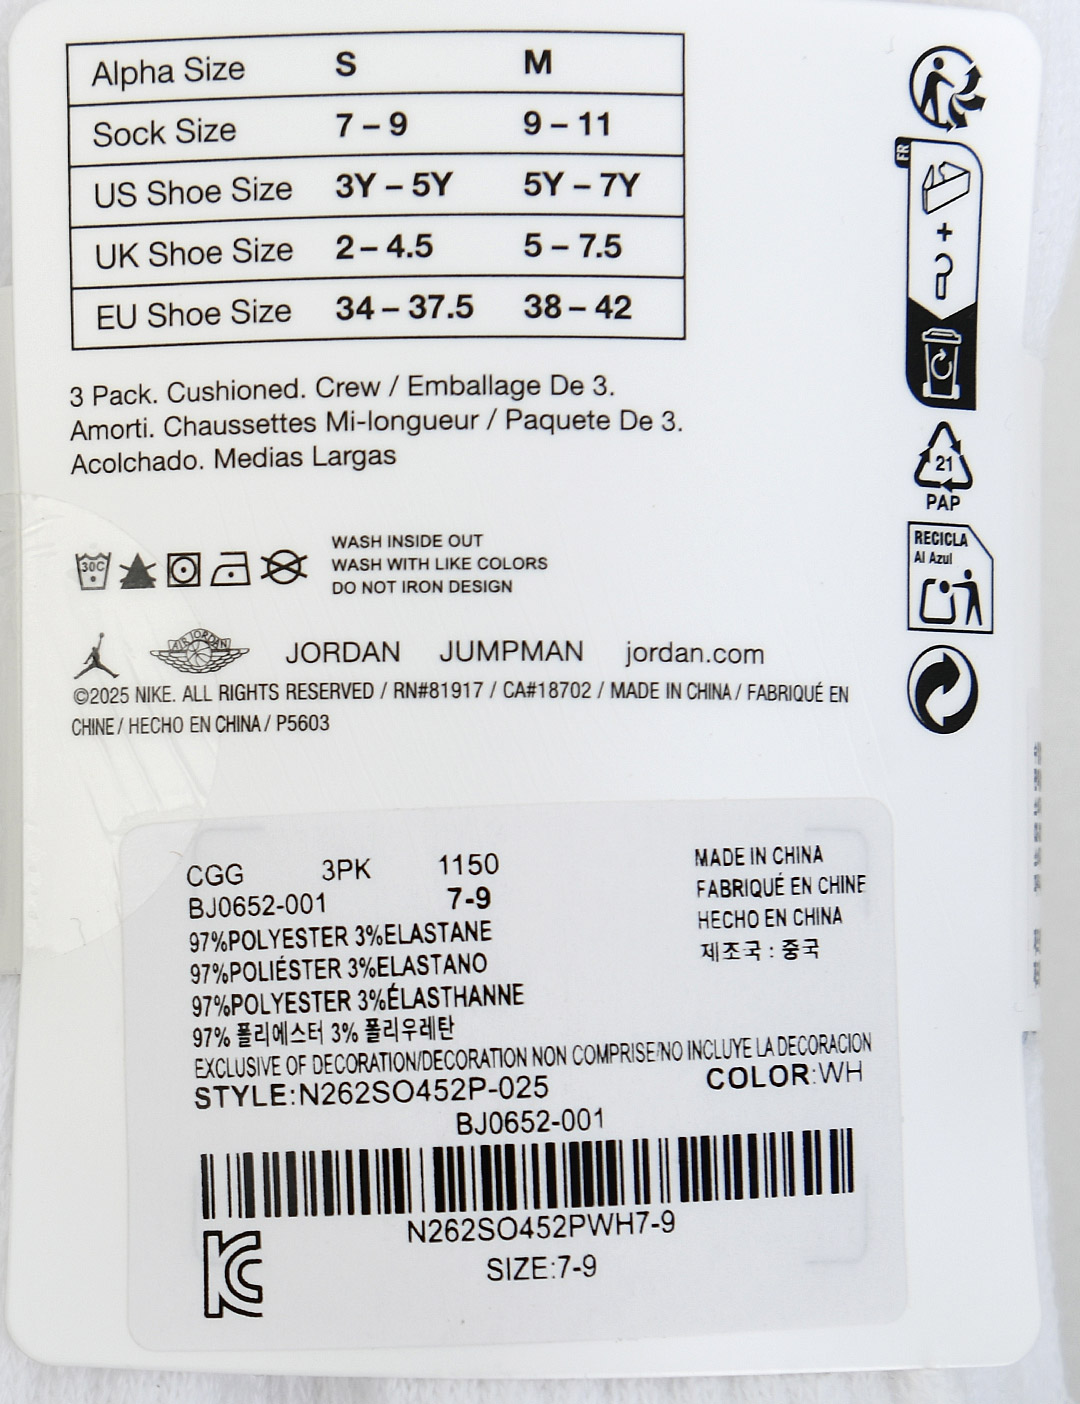 Alpha Size S M
Sock Size 7 – 9 9 – 11
US Shoe Size 3Y – 5Y 5Y – 7Y
UK Shoe Size 2 – 4.5 5 – 7.5
EU Shoe Size 34 – 37.5 38 – 42
3 Pack. Cushioned. Crew / Emballage De 3.
Amorti. Chaussettes Mi-longueur / Paquete De 3.
Acolchado. Medias Largas
30C
WASH INSIDE OUT
WASH WITH LIKE COLORS
DO NOT IRON DESIGN
AIR JORDAN
JORDAN JUMPMAN jordan.com
©2025 NIKE. ALL RIGHTS RESERVED / RN#81917 / CA#18702 / MADE IN CHINA / FABRIQUÉ EN
CHINE / HECHO EN CHINA / P5603
FR
+
21
PAP
RECICLA
Al Azul
CGG 3PK 1150
BJ0652-001 7-9
97%POLYESTER 3%ELASTANE
97%POLIÉSTER 3%ELASTANO
97%POLYESTER 3%ÉLASTHANNE
97% 폴리에스터 3% 폴리우레탄
MADE IN CHINA
FABRIQUÉ EN CHINE
HECHO EN CHINA
제조국 : 중국
EXCLUSIVE OF DECORATION/DECORATION NON COMPRISE/NO INCLUYE LA DECORACION
STYLE:N262SO452P-025 COLOR:WH
BJ0652-001
N262SO452PWH7-9
SIZE:7-9
KC